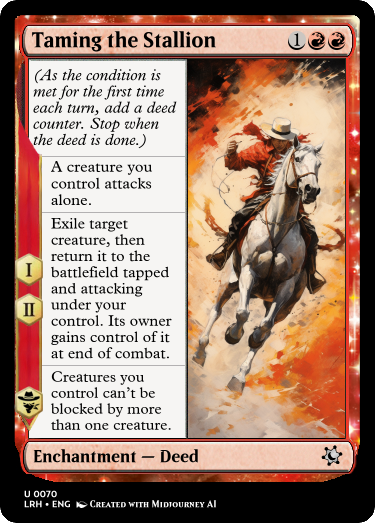 Taming the Stallion 1
(As the condition is
met for the first time
each turn, add a deed
counter. Stop when
the deed is done.)
A creature you
control attacks
alone.
Exile target
creature, then
return it to the
battlefield tapped
and attacking
under your
control. Its owner
gains control of it
at end of combat.
I
II
Creatures you
control can't be
blocked by more
than one creature.
Enchantment — Deed
U 0070
LRH • ENG Created with Midjourney AI